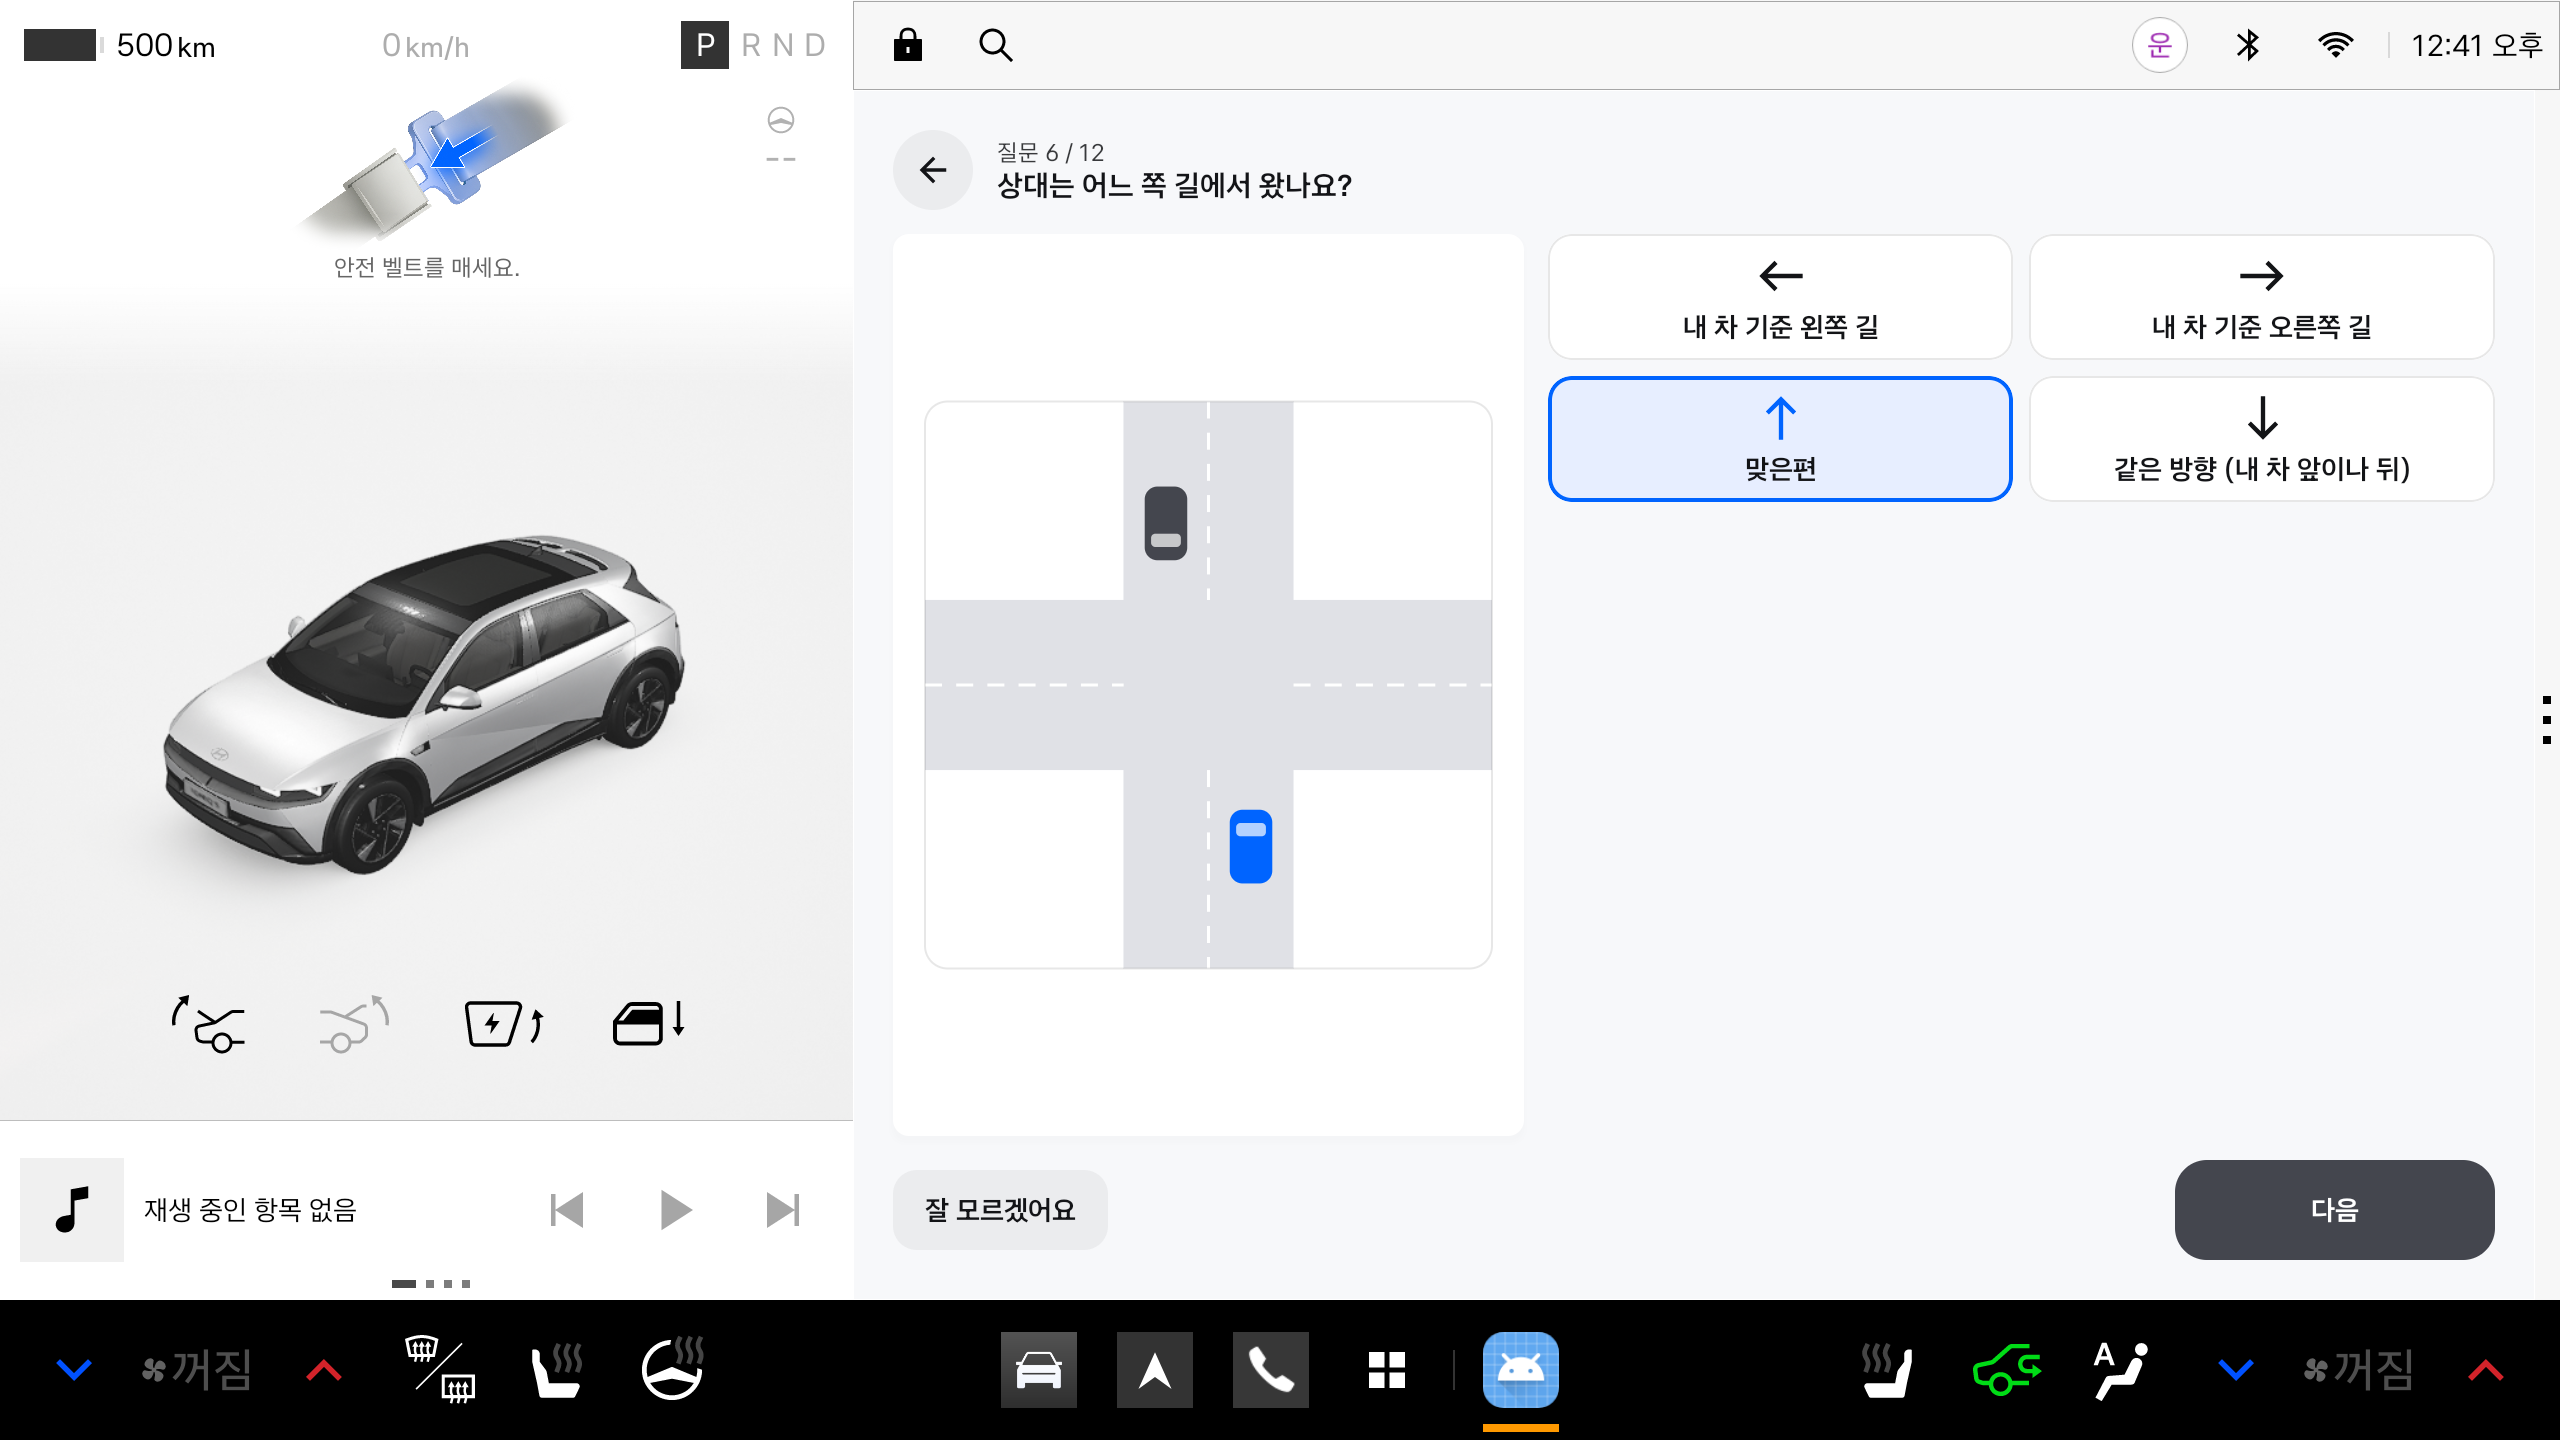 500 km
0 km/h
P R N D
운
12:41 오후
안전 벨트를 매세요.
--
질문 6 / 12
상대는 어느 쪽 길에서 왔나요?
내 차 기준 왼쪽 길
내 차 기준 오른쪽 길
맞은편
같은 방향 (내 차 앞이나 뒤)
재생 중인 항목 없음
잘 모르겠어요
다음
꺼짐
A
꺼짐